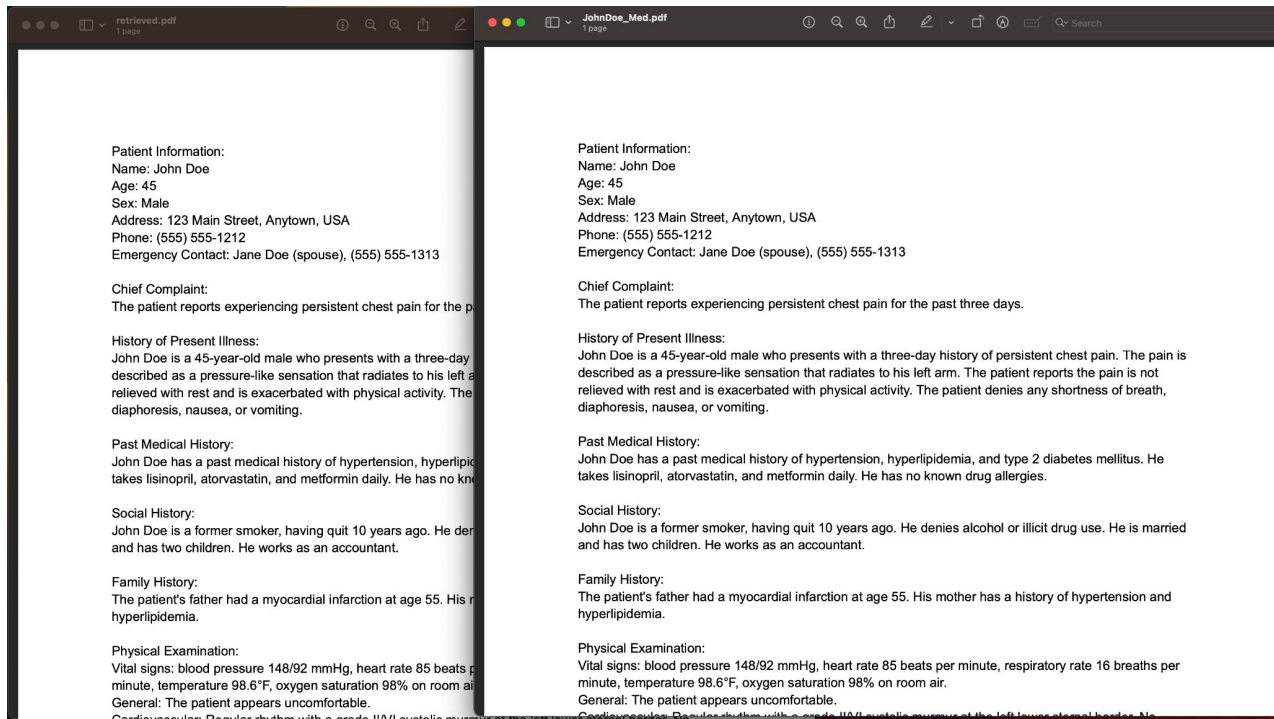 retrieved.pdf
1 page
Patient Information:
Name: John Doe
Age: 45
Sex: Male
Address: 123 Main Street, Anytown, USA
Phone: (555) 555-1212
Emergency Contact: Jane Doe (spouse), (555) 555-1313
Chief Complaint:
The patient reports experiencing persistent chest pain for the p
History of Present Illness:
John Doe is a 45-year-old male who presents with a three-day
described as a pressure-like sensation that radiates to his left a
relieved with rest and is exacerbated with physical activity. The
diaphoresis, nausea, or vomiting.
Past Medical History:
John Doe has a past medical history of hypertension, hyperlipid
takes lisinopril, atorvastatin, and metformin daily. He has no kn
Social History:
John Doe is a former smoker, having quit 10 years ago. He den
and has two children. He works as an accountant.
Family History:
The patient's father had a myocardial infarction at age 55. His
hyperlipidemia.
Physical Examination:
Vital signs: blood pressure 148/92 mmHg, heart rate 85 beats p
minute, temperature 98.6°F, oxygen saturation 98% on room ai
General: The patient appears uncomfortable.
JohnDoe_Med.pdf
1 page
Search
Patient Information:
Name: John Doe
Age: 45
Sex: Male
Address: 123 Main Street, Anytown, USA
Phone: (555) 555-1212
Emergency Contact: Jane Doe (spouse), (555) 555-1313
Chief Complaint:
The patient reports experiencing persistent chest pain for the past three days.
History of Present Illness:
John Doe is a 45-year-old male who presents with a three-day history of persistent chest pain. The pain is
described as a pressure-like sensation that radiates to his left arm. The patient reports the pain is not
relieved with rest and is exacerbated with physical activity. The patient denies any shortness of breath,
diaphoresis, nausea, or vomiting.
Past Medical History:
John Doe has a past medical history of hypertension, hyperlipidemia, and type 2 diabetes mellitus. He
takes lisinopril, atorvastatin, and metformin daily. He has no known drug allergies.
Social History:
John Doe is a former smoker, having quit 10 years ago. He denies alcohol or illicit drug use. He is married
and has two children. He works as an accountant.
Family History:
The patient's father had a myocardial infarction at age 55. His mother has a history of hypertension and
hyperlipidemia.
Physical Examination:
Vital signs: blood pressure 148/92 mmHg, heart rate 85 beats per minute, respiratory rate 16 breaths per
minute, temperature 98.6°F, oxygen saturation 98% on room air.
General: The patient appears uncomfortable.
Cardiovascular: Regular rhythm with a grade II/VI systolic murmur at the left lower sternal border. No